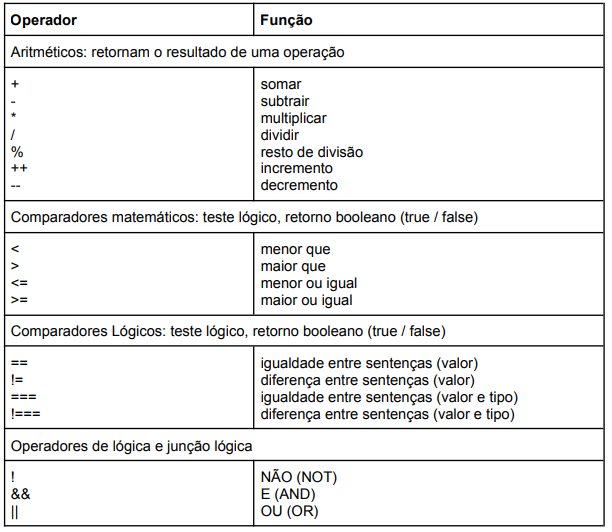 Operador Função
Aritméticos: retornam o resultado de uma operação
+ somar
- subtrair
* multiplicar
/ dividir
% resto de divisão
++ incremento
-- decremento
Comparadores matemáticos: teste lógico, retorno booleano (true / false)
< menor que
> maior que
<= menor ou igual
>= maior ou igual
Comparadores Lógicos: teste lógico, retorno booleano (true / false)
== igualdade entre sentenças (valor)
!= diferença entre sentenças (valor)
=== igualdade entre sentenças (valor e tipo)
!=== diferença entre sentenças (valor e tipo)
Operadores de lógica e junção lógica
! NÃO (NOT)
&& E (AND)
|| OU (OR)